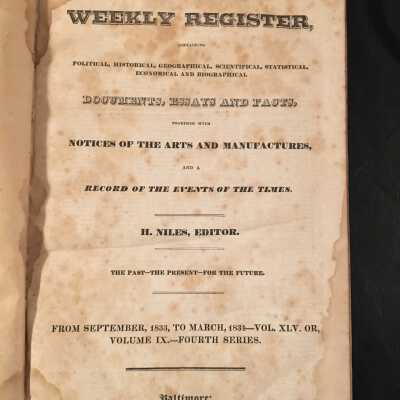 WEEKLY REGISTER,
CONTAINING
POLITICAL, HISTORICAL, GEOGRAPHICAL, SCIENTIFICAL, STATISTICAL,
ECONOMICAL AND BIOGRAPHICAL
DOCUMENTS, ESSAYS AND FACTS,
TOGETHER WITH
NOTICES OF THE ARTS AND MANUFACTURES,
AND A
RECORD OF THE EVENTS OF THE TIMES.
H. NILES, EDITOR.
THE PAST—THE PRESENT—FOR THE FUTURE.
FROM SEPTEMBER, 1833, TO MARCH, 1834—VOL. XLV. OR,
VOLUME IX.—FOURTH SERIES.
Baltimore: